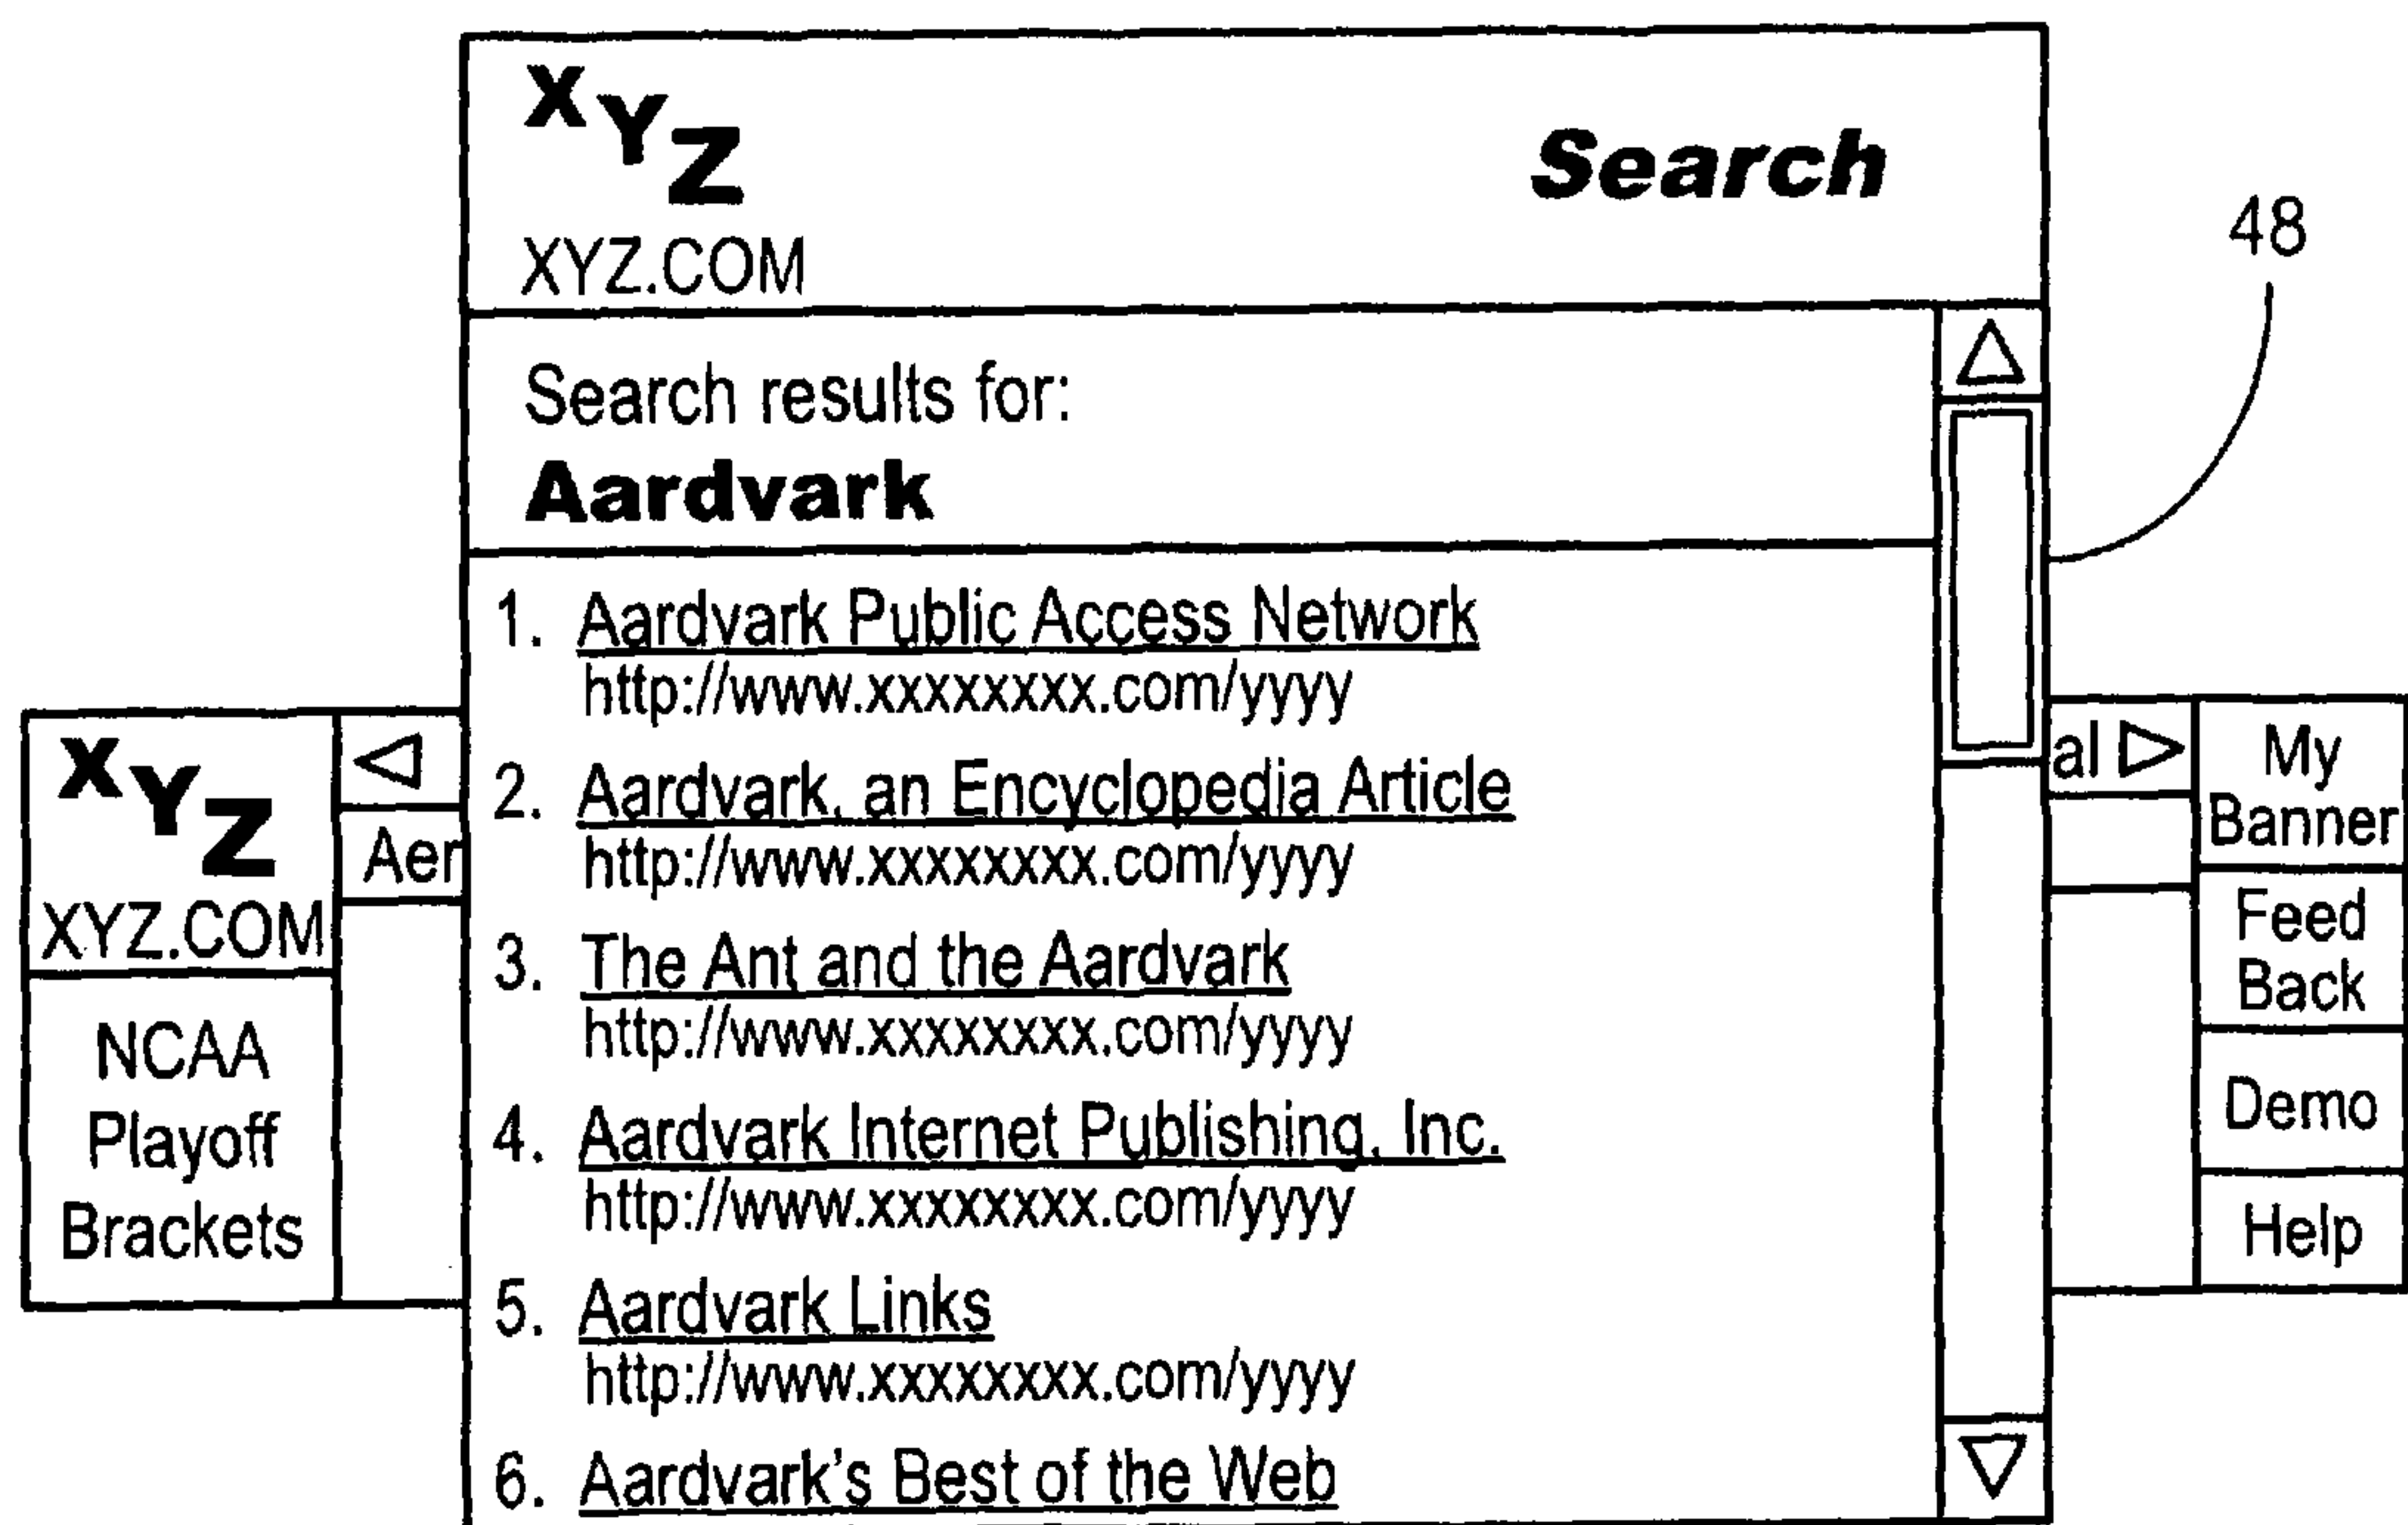 XYZ
Search
XYZ.COM
48
Search results for:
Aardvark
1. Aardvark Public Access Network
http://www.xxxxxxxx.com/yyyy
2. Aardvark, an Encyclopedia Article
http://www.xxxxxxxx.com/yyyy
3. The Ant and the Aardvark
http://www.xxxxxxxx.com/yyyy
4. Aardvark Internet Publishing, Inc.
http://www.xxxxxxxx.com/yyyy
5. Aardvark Links
http://www.xxxxxxxx.com/yyyy
6. Aardvark's Best of the Web
XYZ
XYZ.COM
Aer
NCAA
Playoff
Brackets
al
My
Banner
Feed
Back
Demo
Help